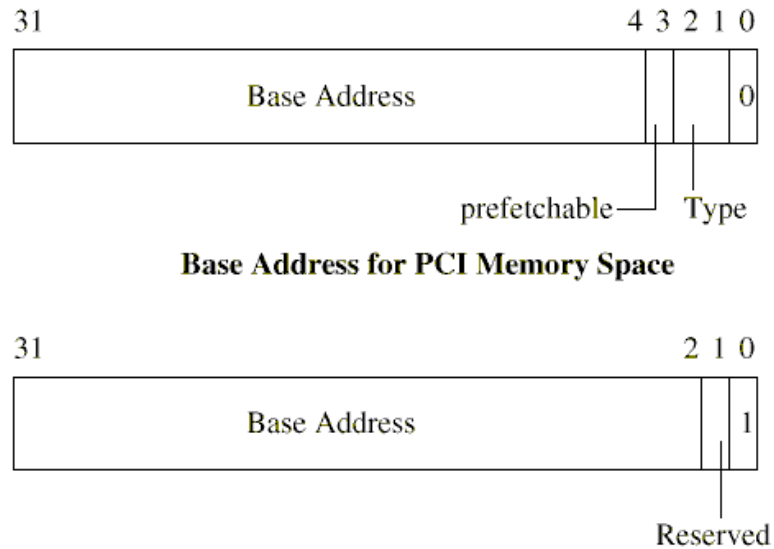 31 4 3 2 1 0
Base Address 0
prefetchable Type
Base Address for PCI Memory Space
31 2 1 0
Base Address 1
Reserved